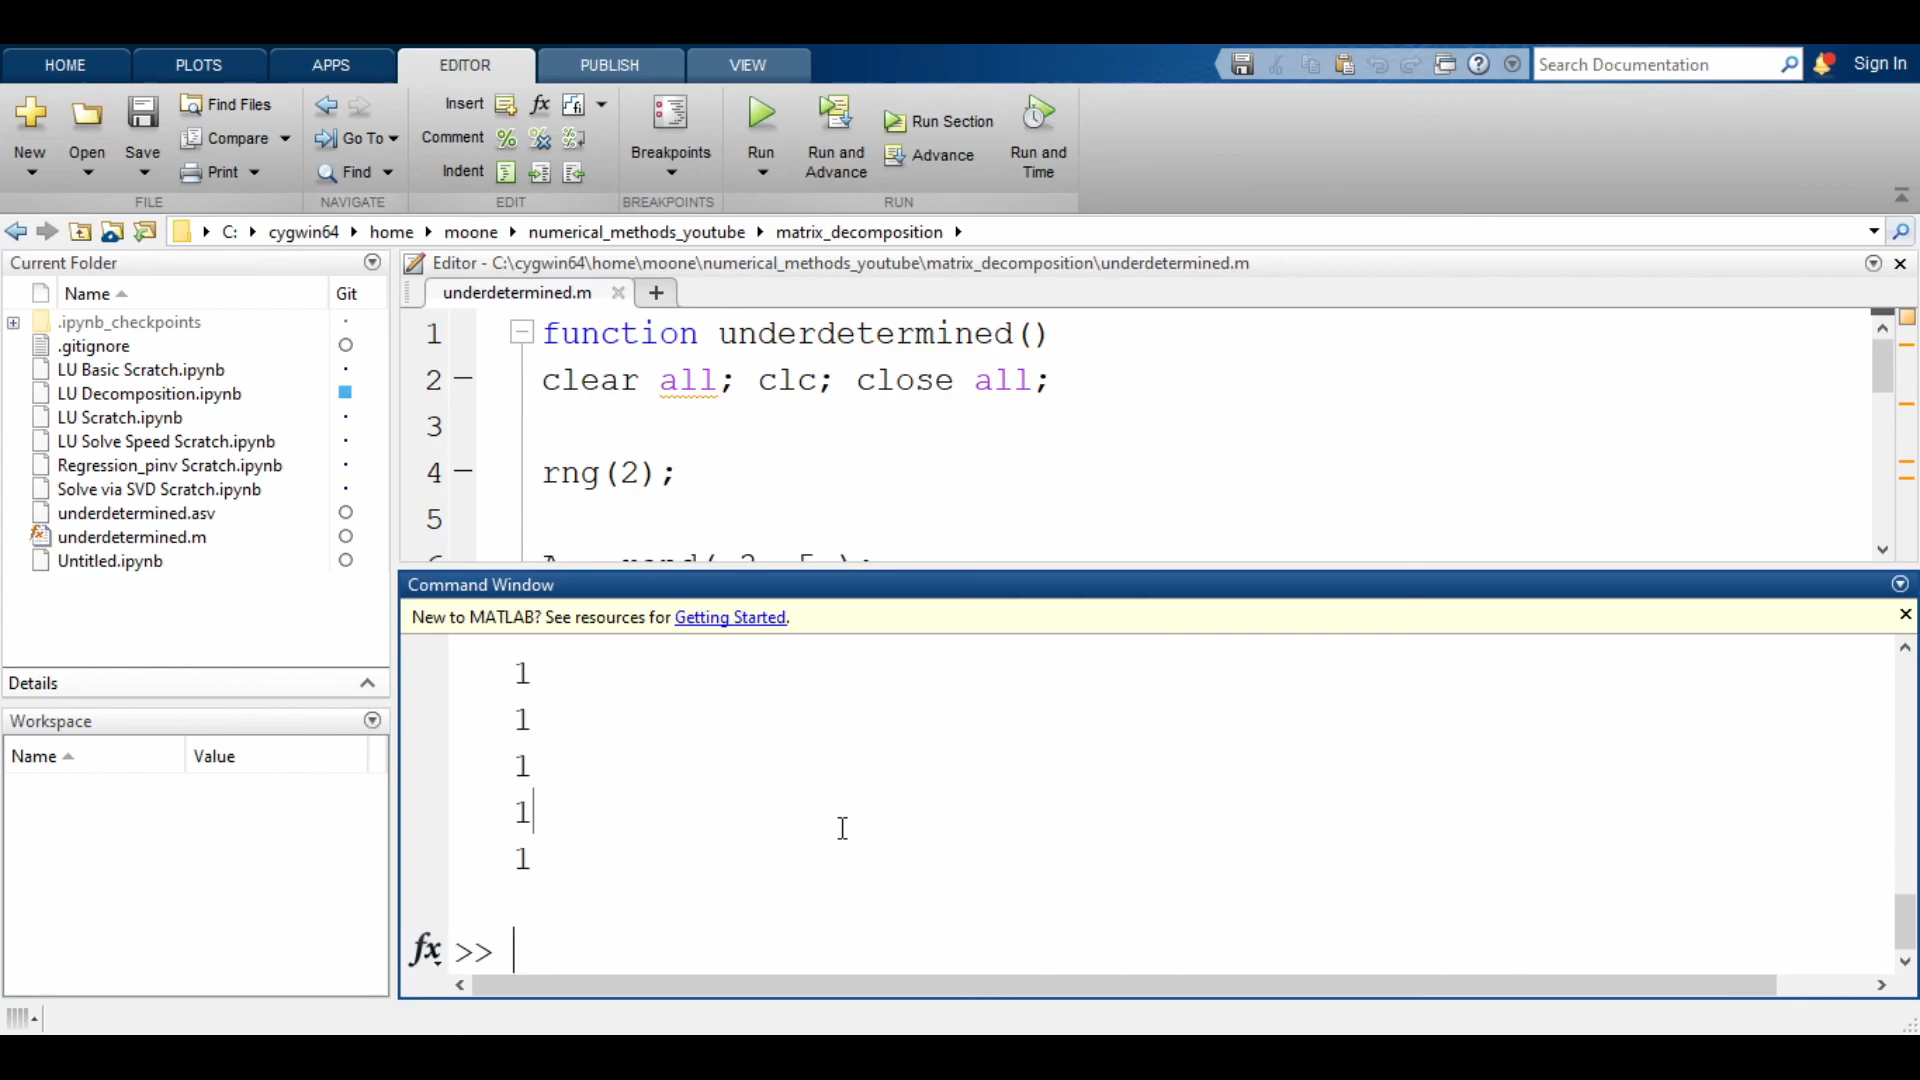 HOME PLOTS APPS EDITOR PUBLISH VIEW Search Documentation Sign In
New Open Save Find Files Compare Print
FILE
Go To Find
NAVIGATE
Insert fx
Comment
Indent
EDIT
Breakpoints
BREAKPOINTS
Run Run and Advance Run Section Advance Run and Time
RUN
C: cygwin64 home moone numerical_methods_youtube matrix_decomposition
Current Folder
Name Git
.ipynb_checkpoints
.gitignore
LU Basic Scratch.ipynb
LU Decomposition.ipynb
LU Scratch.ipynb
LU Solve Speed Scratch.ipynb
Regression_pinv Scratch.ipynb
Solve via SVD Scratch.ipynb
underdetermined.asv
underdetermined.m
Untitled.ipynb
Details
Workspace
Name Value
Editor - C:\cygwin64\home\moone\numerical_methods_youtube\matrix_decomposition\underdetermined.m
underdetermined.m
1 function underdetermined()
2 clear all; clc; close all;
3
4 rng(2);
5
Command Window
New to MATLAB? See resources for Getting Started.
1
1
1
1
1
fx >>